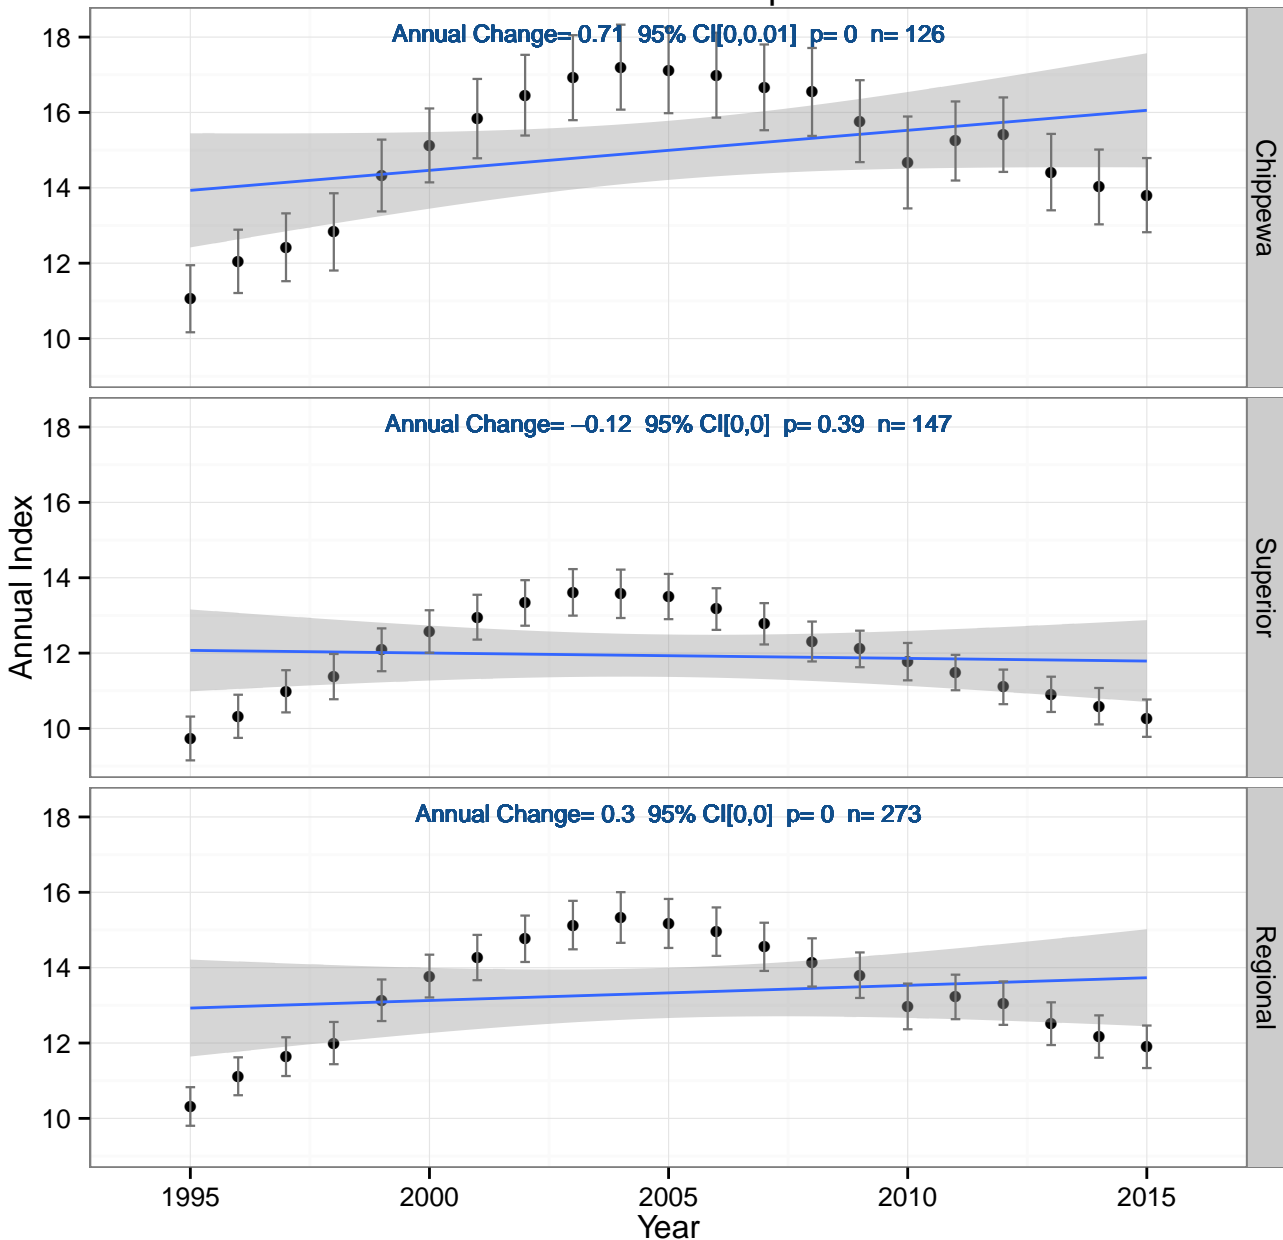 Annual Change= 0.71 95% CI[0,0.01] p= 0 n= 126
18
16
14
12
10
Chippewa
Annual Change= −0.12 95% CI[0,0] p= 0.39 n= 147
18
16
14
12
10
Superior
Annual Index
Annual Change= 0.3 95% CI[0,0] p= 0 n= 273
18
16
14
12
10
Regional
1995 2000 2005 2010 2015
Year